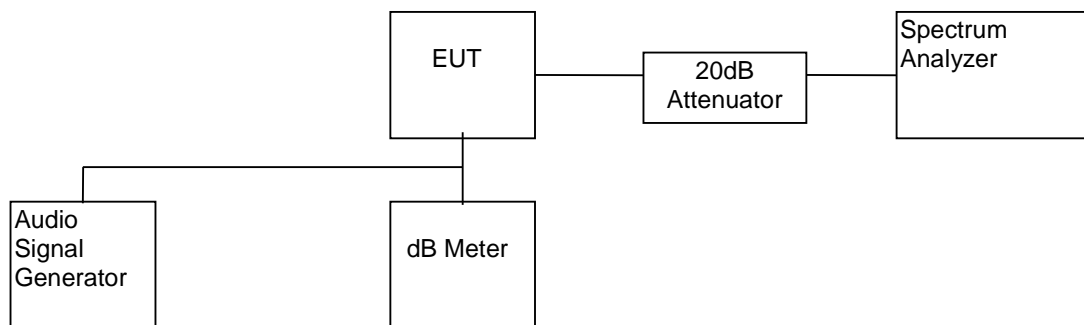 EUT
20dB
Attenuator
Spectrum
Analyzer
Audio
Signal
Generator
dB Meter